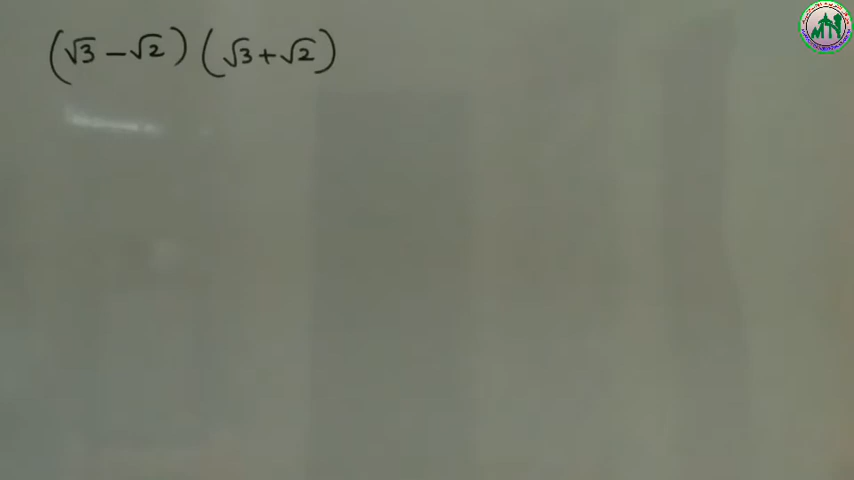 (√3 − √2) (√3 + √2)